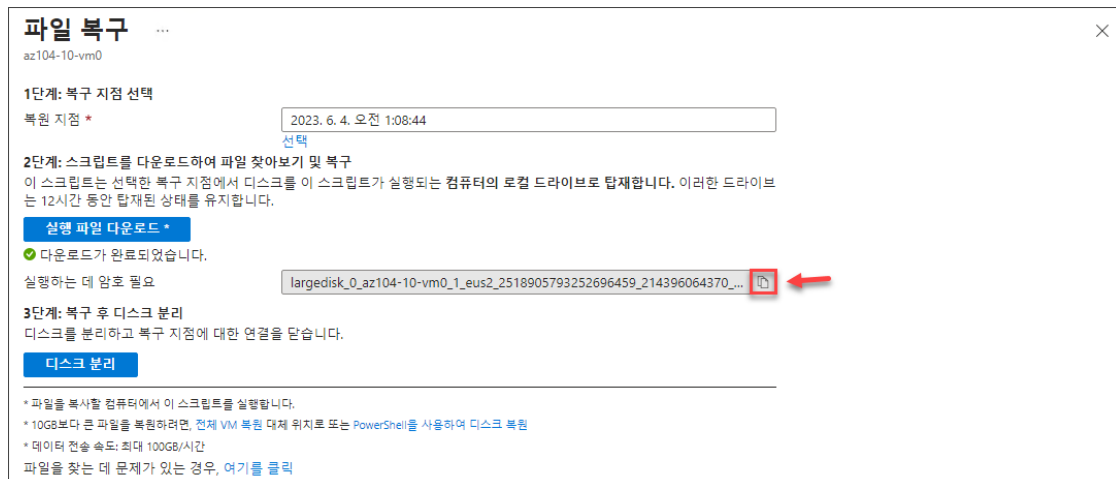 파일 복구 ...
az104-10-vm0
1단계: 복구 지점 선택
복원 지점 *
2023. 6. 4. 오전 1:08:44
선택
2단계: 스크립트를 다운로드하여 파일 찾아보기 및 복구
이 스크립트는 선택한 복구 지점에서 디스크를 이 스크립트가 실행되는 컴퓨터의 로컬 드라이브로 탑재합니다. 이러한 드라이브
는 12시간 동안 탑재된 상태를 유지합니다.
실행 파일 다운로드 *
다운로드가 완료되었습니다.
실행하는 데 암호 필요
largedisk_0_az104-10-vm0_1_eus2_2518905793252696459_214396064370_...
3단계: 복구 후 디스크 분리
디스크를 분리하고 복구 지점에 대한 연결을 닫습니다.
디스크 분리
* 파일을 복사할 컴퓨터에서 이 스크립트를 실행합니다.
* 10GB보다 큰 파일을 복원하려면, 전체 VM 복원 대체 위치로 또는 PowerShell을 사용하여 디스크 복원
* 데이터 전송 속도: 최대 100GB/시간
파일을 찾는 데 문제가 있는 경우, 여기를 클릭